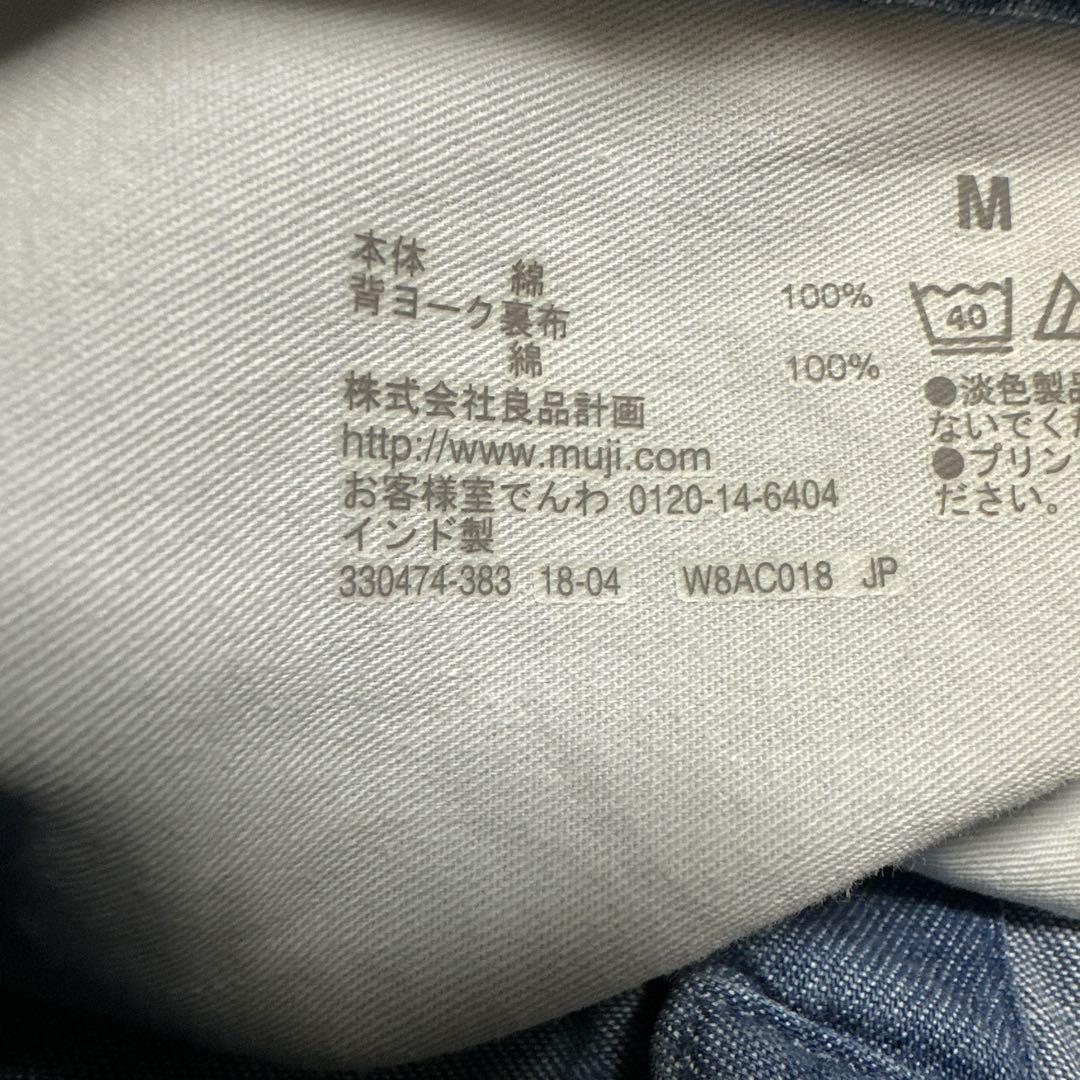 M
本体
綿 100%
背ヨーク裏布
綿 100%
株式会社良品計画
http://www.muji.com
お客様室でんわ 0120-14-6404
インド製
330474-383 18-04 W8AC018 JP
40
●淡色製品
ないでく
●プリン
ださい。